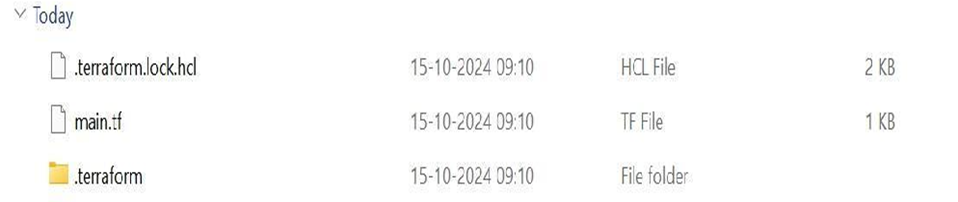 Today
.terraform.lock.hcl 15-10-2024 09:10 HCL File 2 KB
main.tf 15-10-2024 09:10 TF File 1 KB
.terraform 15-10-2024 09:10 File folder